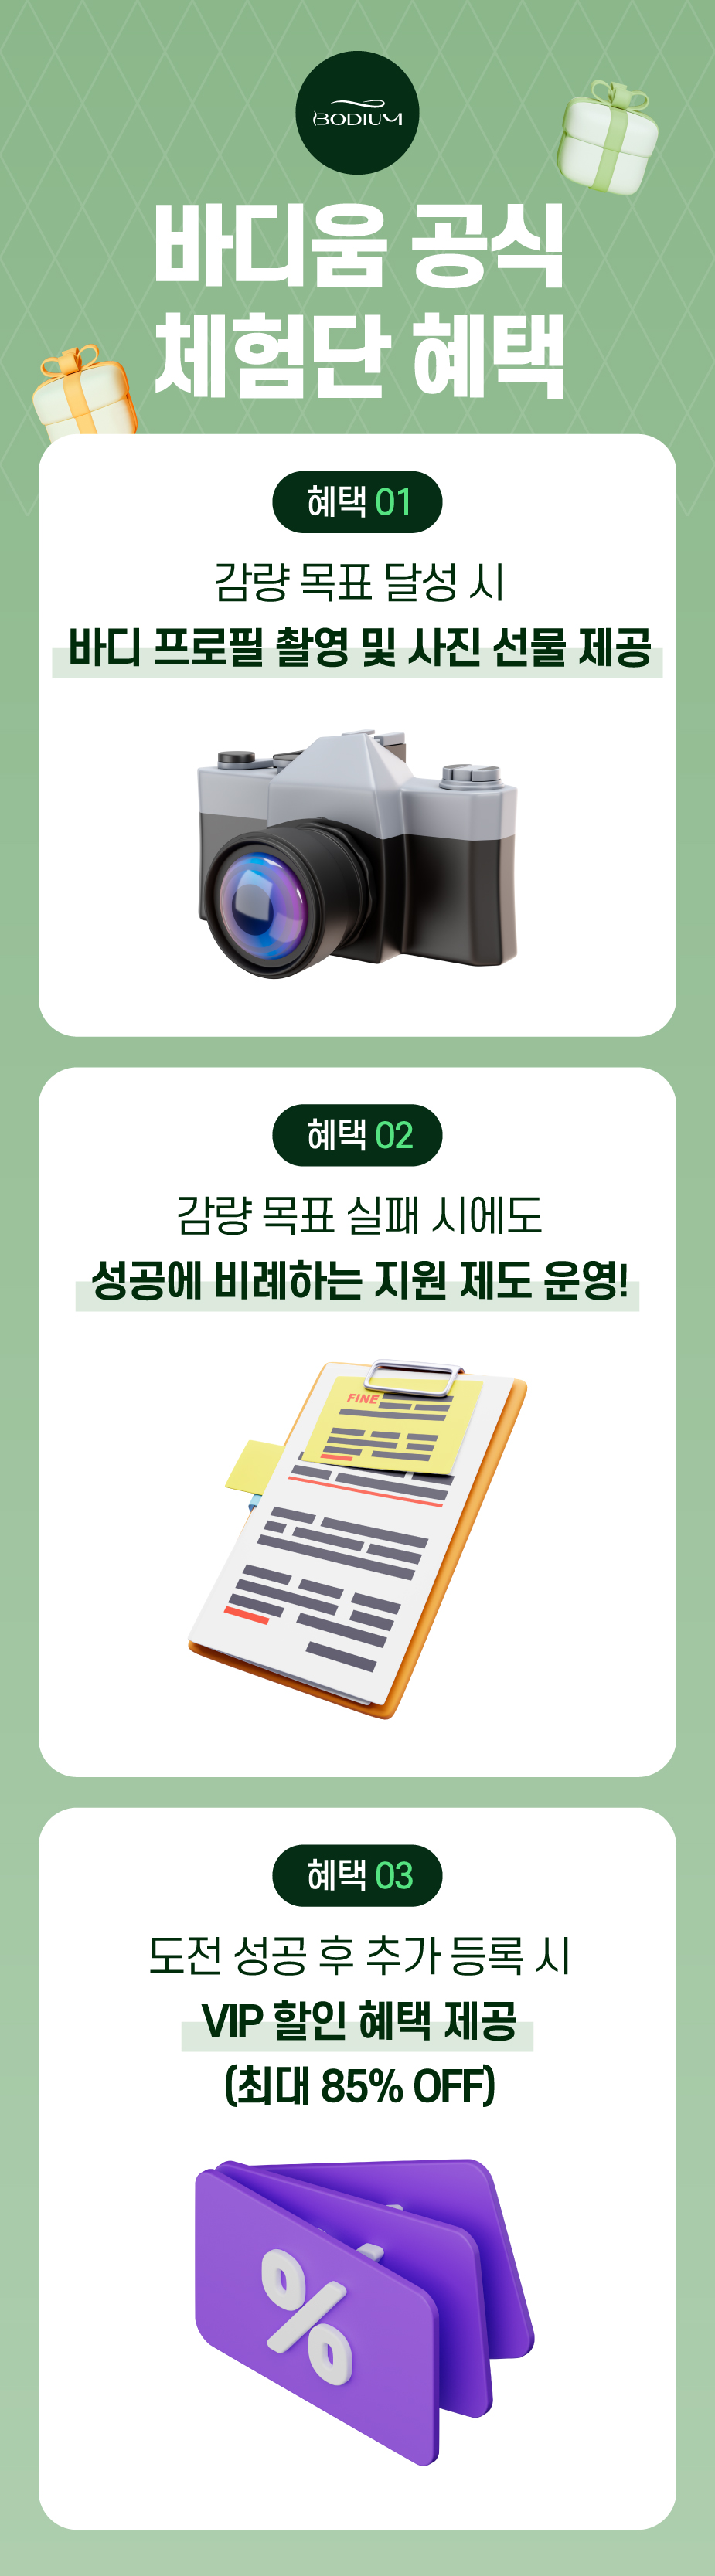 BODIUM
바디움 공식
체험단 혜택
혜택 01
감량 목표 달성 시
바디 프로필 촬영 및 사진 선물 제공
혜택 02
감량 목표 실패 시에도
성공에 비례하는 지원 제도 운영!
FINE
혜택 03
도전 성공 후 추가 등록 시
VIP 할인 혜택 제공
(최대 85% OFF)
%